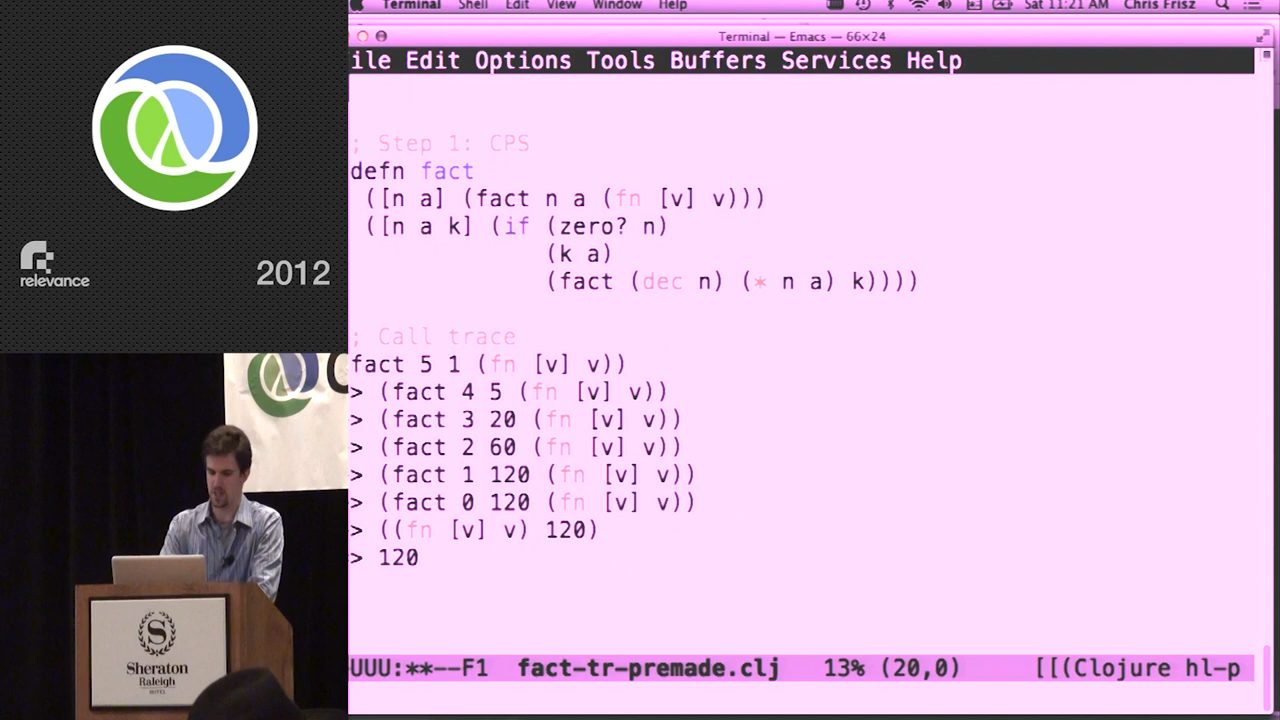 Terminal Shell Edit View Window Help Sat 11:21 AM Chris Frisz
Terminal — Emacs — 66×24
ile Edit Options Tools Buffers Services Help
; Step 1: CPS
defn fact
([n a] (fact n a (fn [v] v)))
([n a k] (if (zero? n)
(k a)
(fact (dec n) (* n a) k))))
; Call trace
fact 5 1 (fn [v] v))
> (fact 4 5 (fn [v] v))
> (fact 3 20 (fn [v] v))
> (fact 2 60 (fn [v] v))
> (fact 1 120 (fn [v] v))
> (fact 0 120 (fn [v] v))
> ((fn [v] v) 120)
> 120
UUU:**--F1 fact-tr-premade.clj 13% (20,0) [[(Clojure hl-p
relevance
2012
S
Sheraton
Raleigh
HOTEL